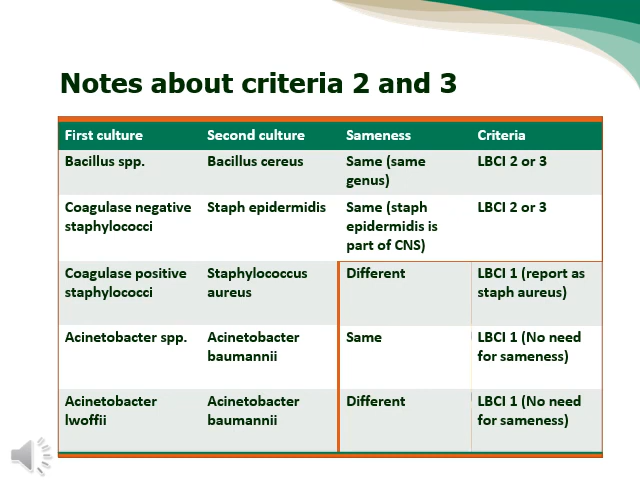 Notes about criteria 2 and 3
First culture Second culture Sameness Criteria
Bacillus spp. Bacillus cereus Same (same genus) LBCI 2 or 3
Coagulase negative staphylococci Staph epidermidis Same (staph epidermidis is part of CNS) LBCI 2 or 3
Coagulase positive staphylococci Staphylococcus aureus Different LBCI 1 (report as staph aureus)
Acinetobacter spp. Acinetobacter baumannii Same LBCI 1 (No need for sameness)
Acinetobacter lwoffii Acinetobacter baumannii Different LBCI 1 (No need for sameness)